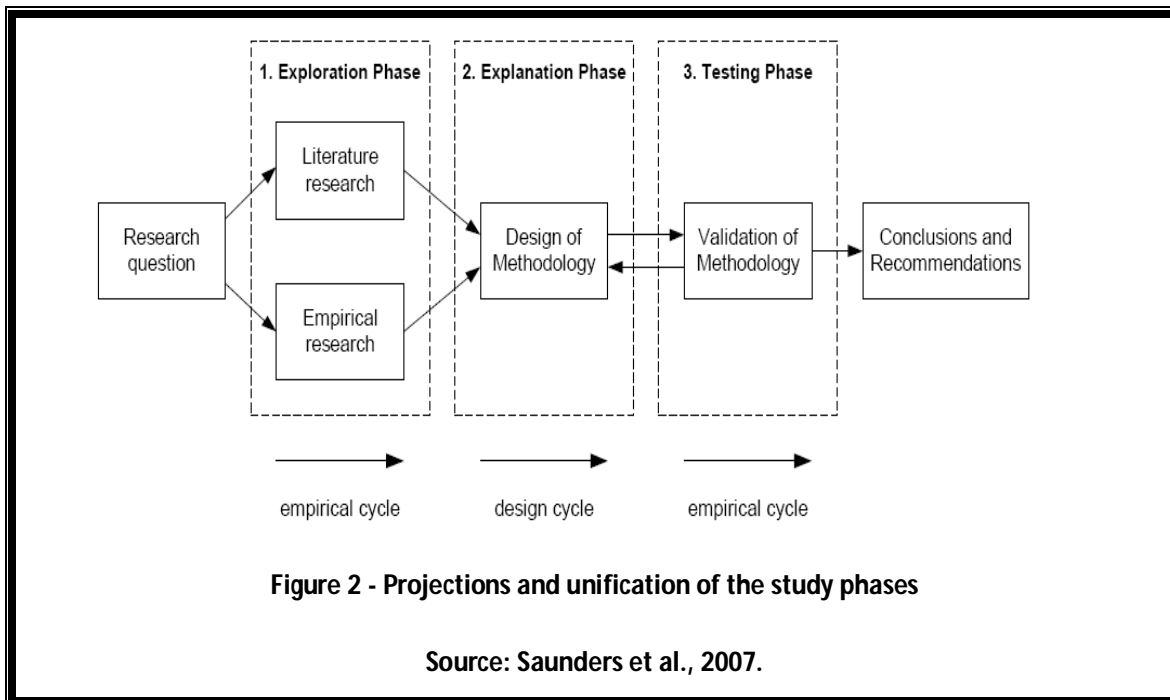 1. Exploration Phase
2. Explanation Phase
3. Testing Phase
Literature
research
Research
question
Design of
Methodology
Validation of
Methodology
Conclusions and
Recommendations
Empirical
research
empirical cycle
design cycle
empirical cycle
Figure 2 - Projections and unification of the study phases
Source: Saunders et al., 2007.